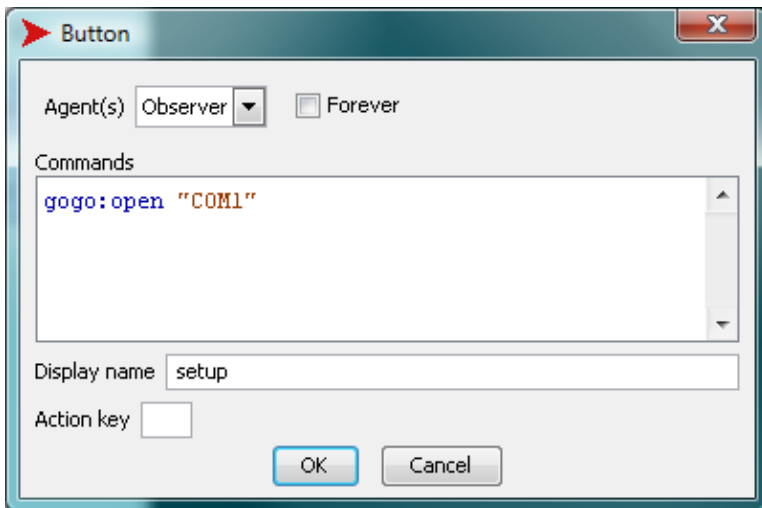 Button
Agent(s) Observer Forever
Commands
gogo:open "COM1"
Display name setup
Action key
OK Cancel